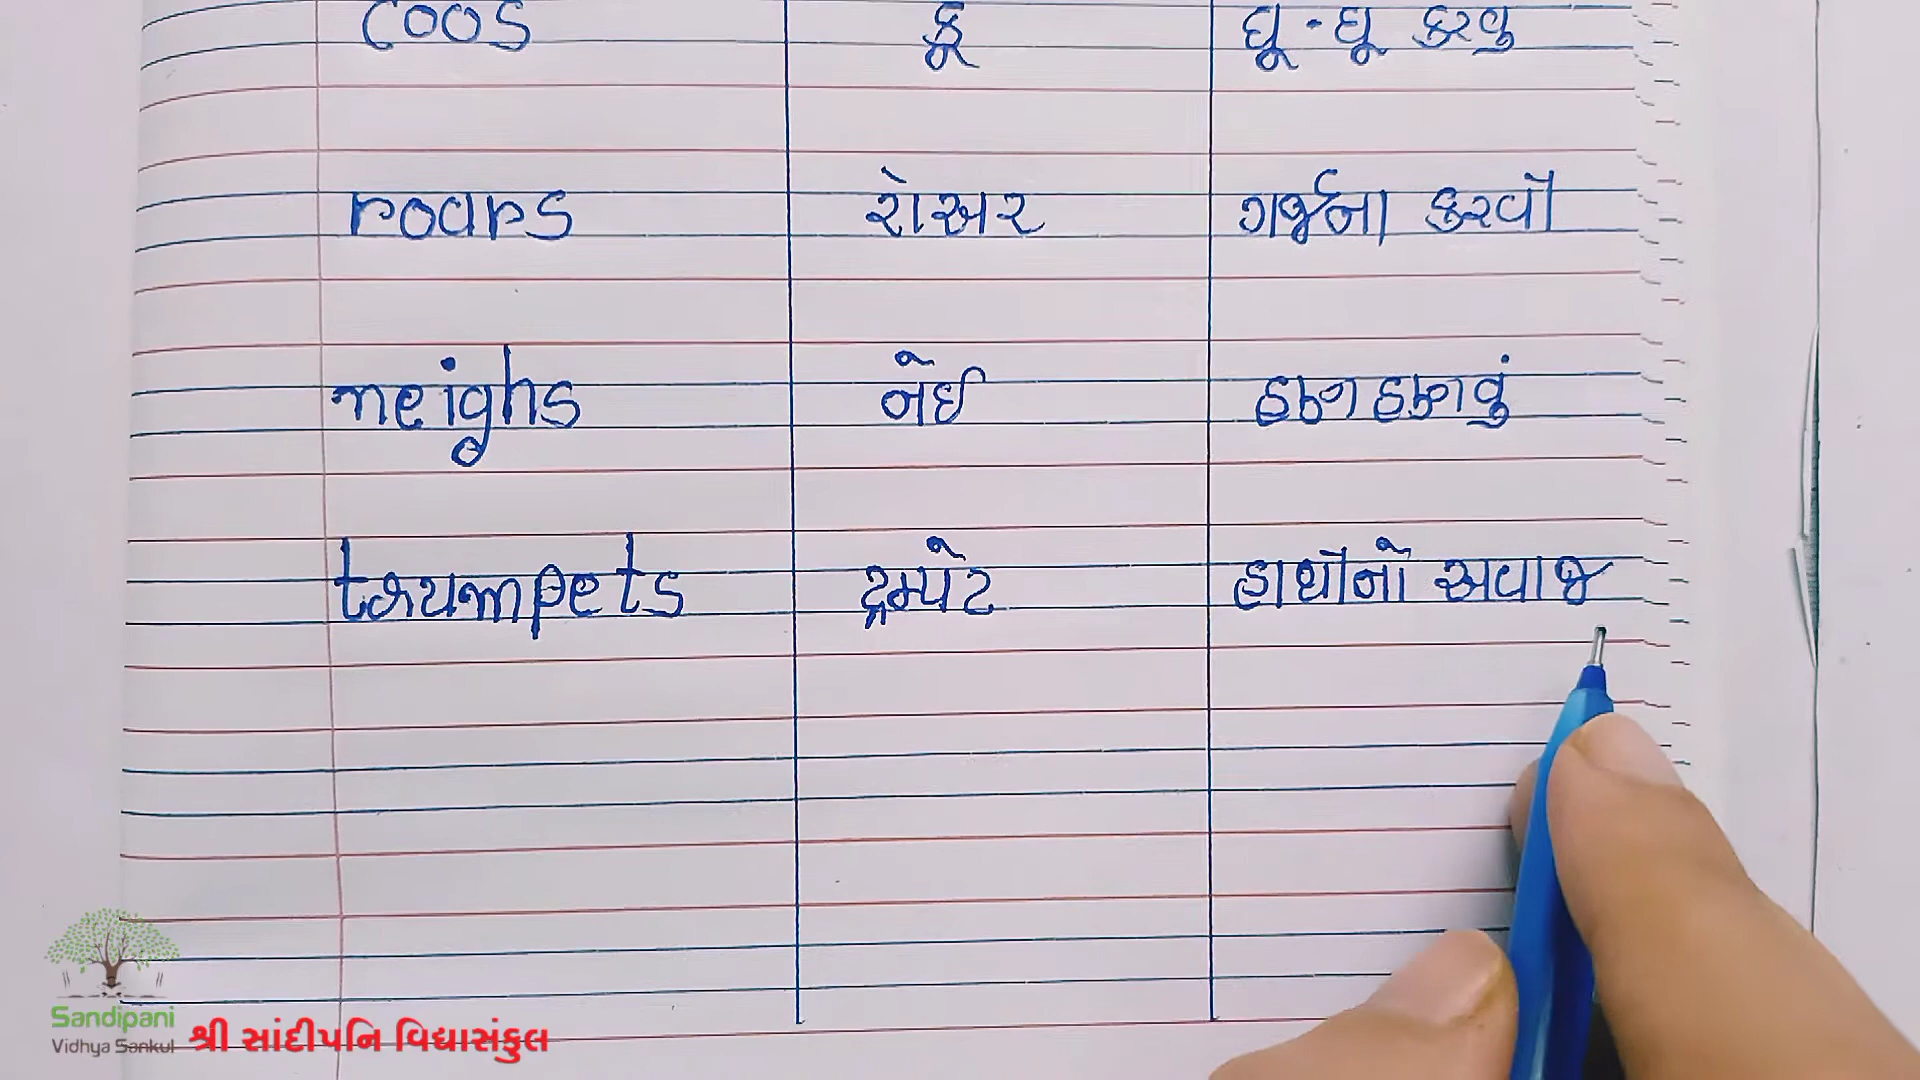 coos કૂ ઘૂ - ઘૂ કરવુ
roars રોઅર ગર્જના કરવી
neighs નેઈ હણહણવું
trumpets ટ્રમ્પેટ હાથીનો અવાજ
Sandipani
Vidhya Sankul શ્રી સાંદીપનિ વિદ્યાસંકુલ